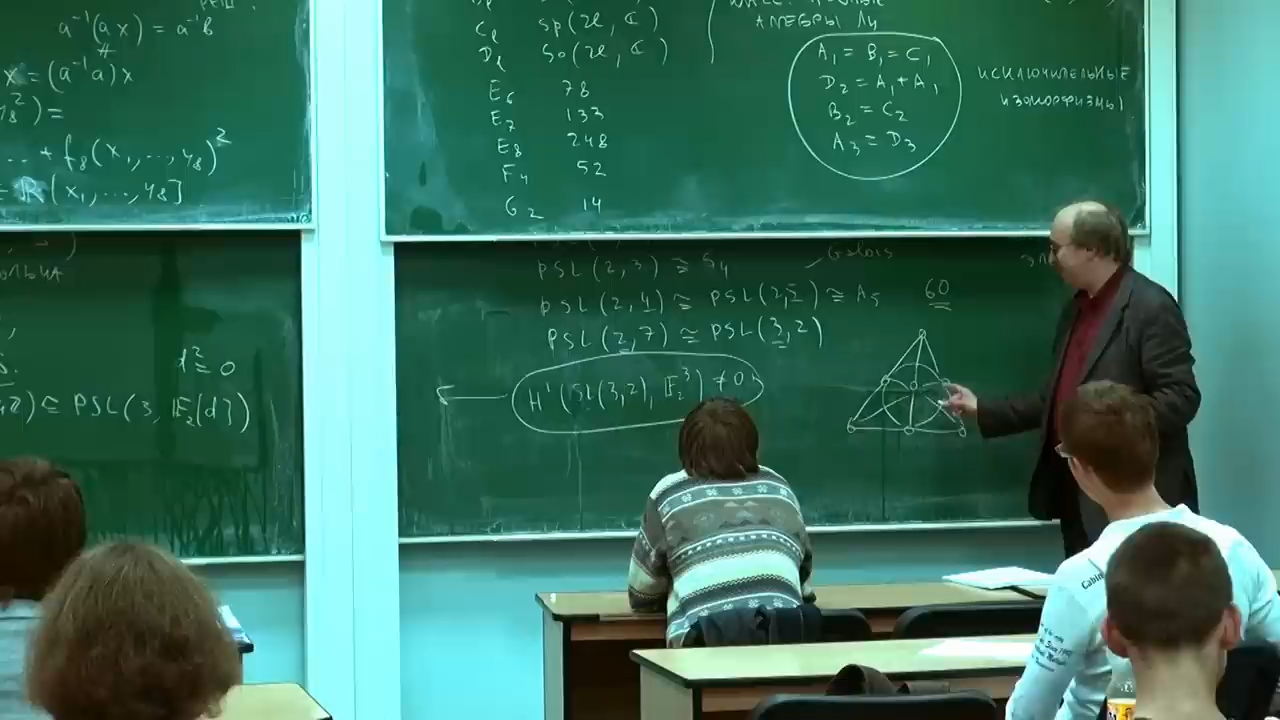 a⁻¹(ax) = a⁻¹b
x = (a⁻¹a)x
... + f₈(x₁,...,y₈)²
ℝ[x₁,...,y₈]
Cℓ sp(2ℓ, ℂ)
Dℓ so(2ℓ, ℂ)
E₆ 78
E₇ 133
E₈ 248
F₄ 52
G₂ 14
АЛГЕБРЫ ЛИ
A₁ = B₁ = C₁
D₂ = A₁ + A₁
B₂ = C₂
A₃ = D₃
ИСКЛЮЧИТЕЛЬНЫЕ
ИЗОМОРФИЗМЫ
d² = 0
≅ PSL(3, 𝔽₂[d])
PSL(2,3) ≅ S₄
Galois
PSL(2,4) ≅ PSL(2,5) ≅ A₅ 60
PSL(2,7) ≅ PSL(3,2)
H¹(SL(3,2), 𝔽₂³) ≠ 0